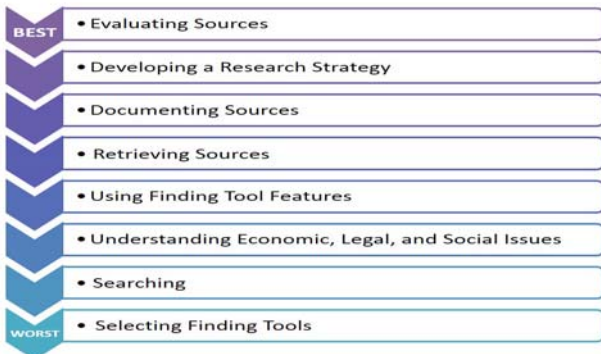 BEST
• Evaluating Sources
• Developing a Research Strategy
• Documenting Sources
• Retrieving Sources
• Using Finding Tool Features
• Understanding Economic, Legal, and Social Issues
• Searching
WORST
• Selecting Finding Tools